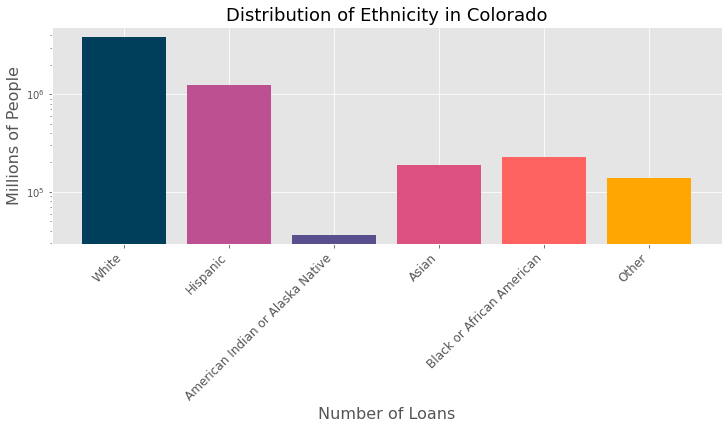 Distribution of Ethnicity in Colorado
Millions of People
10⁶
10⁵
White
Hispanic
American Indian or Alaska Native
Asian
Black or African American
Other
Number of Loans